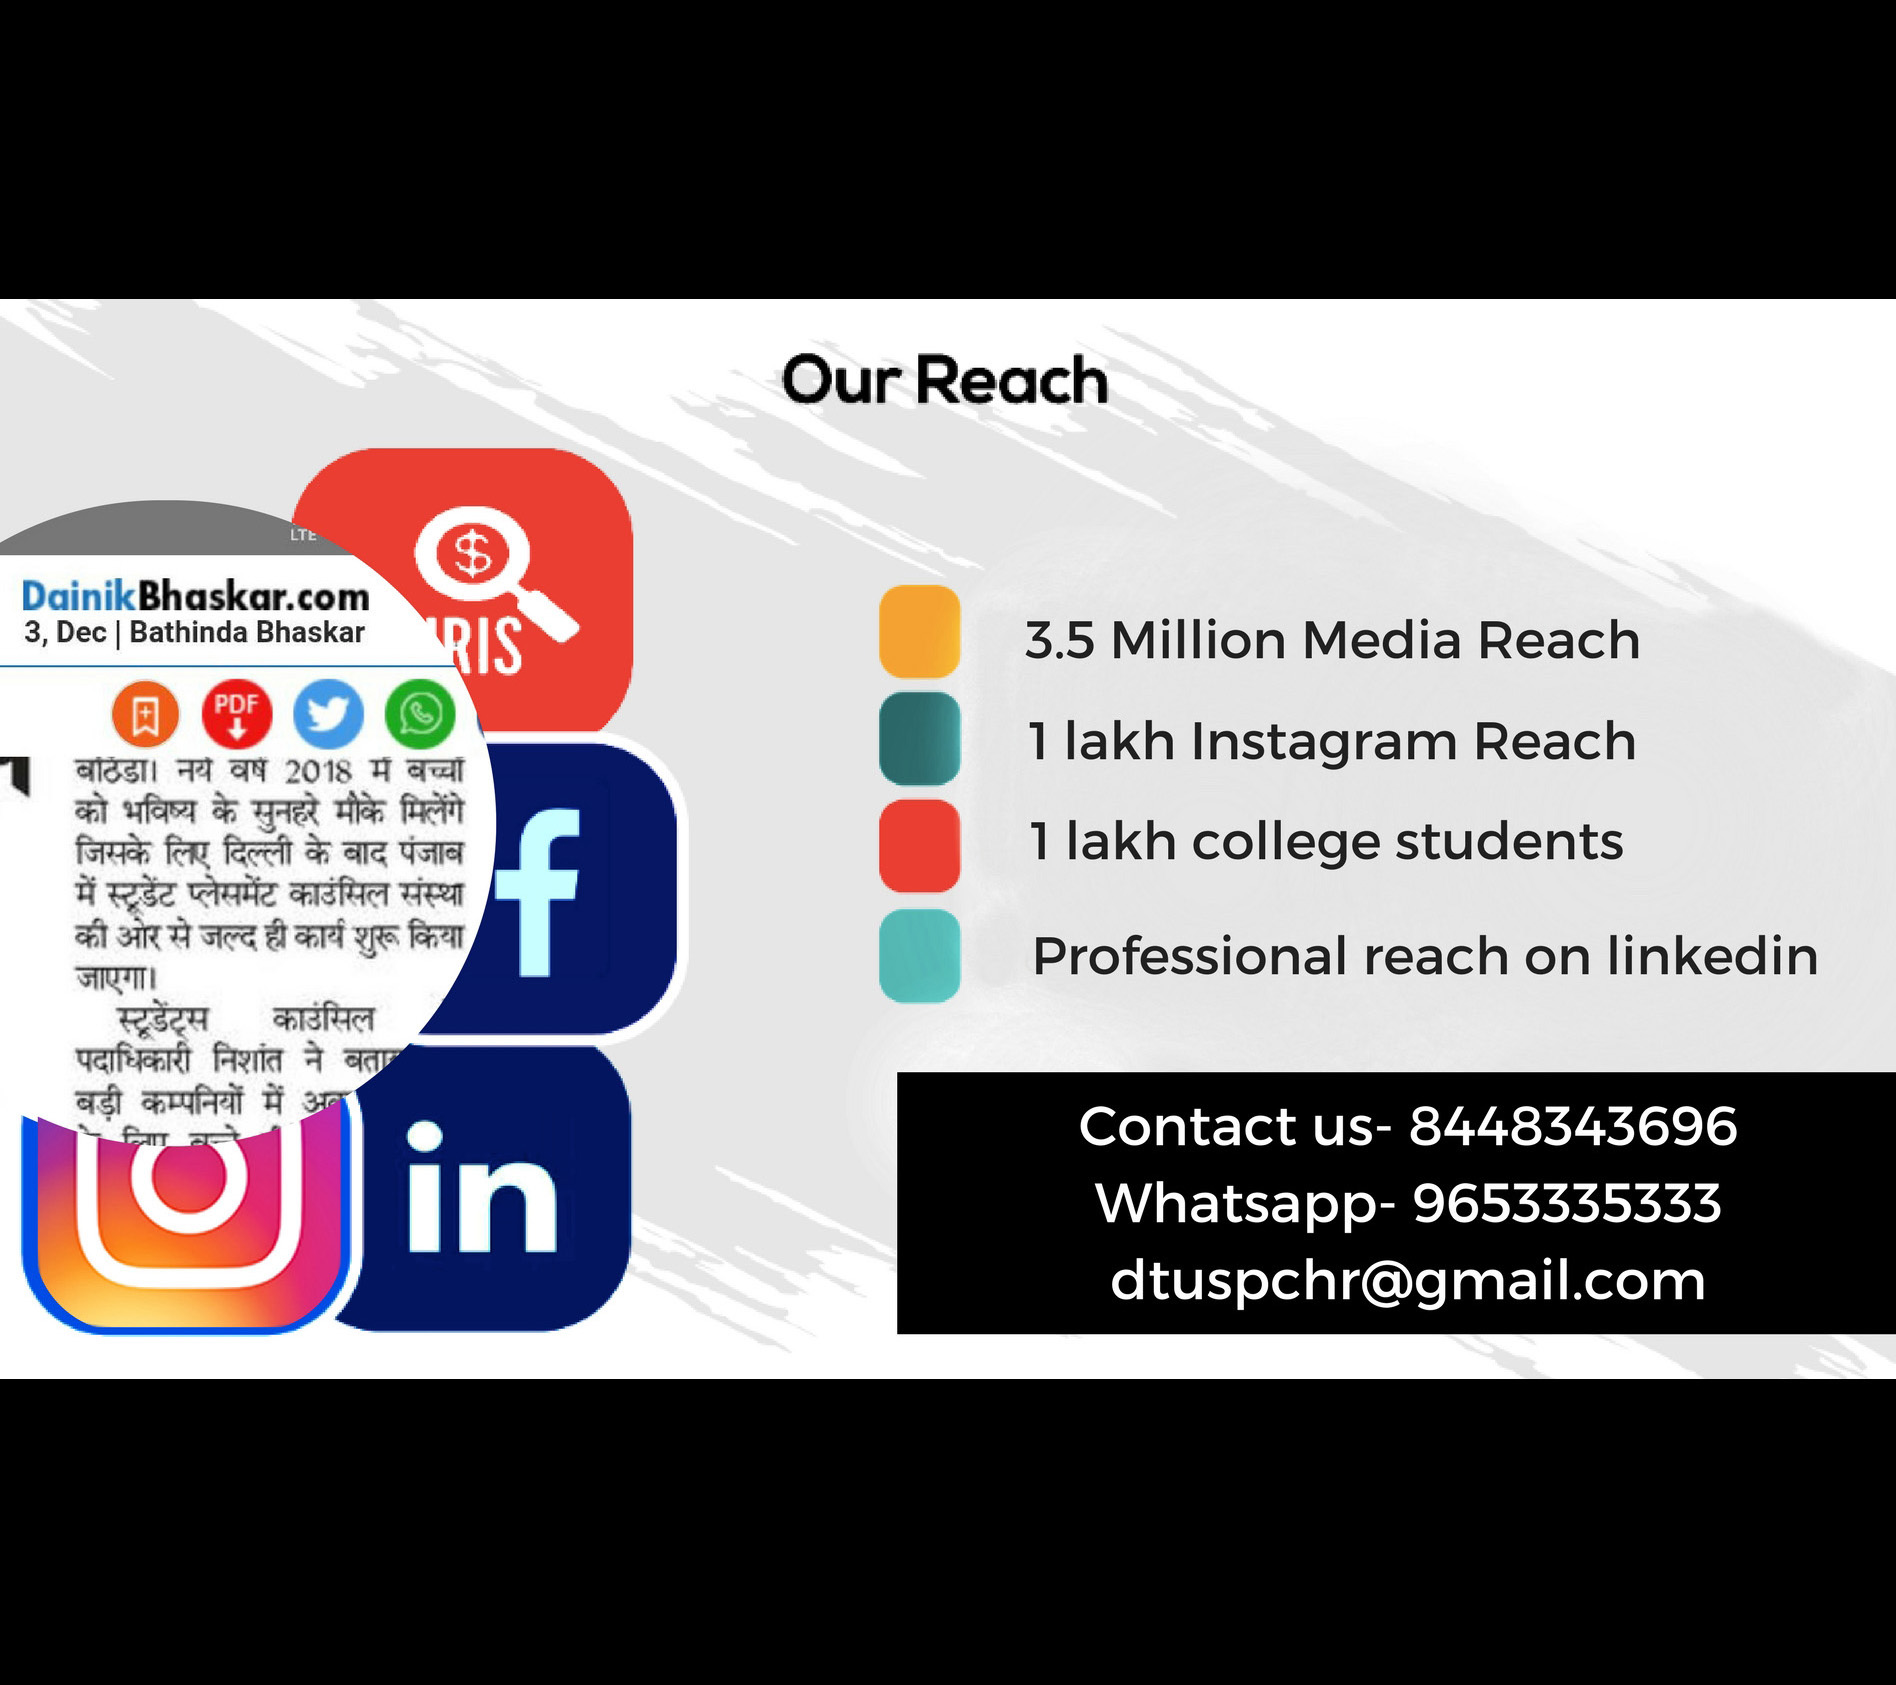 Our Reach
LTE
DainikBhaskar.com
3, Dec | Bathinda Bhaskar
PDF
बठिंडा। नये वर्ष 2018 में बच्चों
को भविष्य के सुनहरे मौके मिलेंगे
जिसके लिए दिल्ली के बाद पंजाब
में स्टूडेंट प्लेसमेंट काउंसिल संस्था
की ओर से जल्द ही कार्य शुरू किया
जाएगा।
स्टूडेंट्स काउंसिल
पदाधिकारी निशांत ने
बड़ी कम्पनियों में
$
RIS
f
in
3.5 Million Media Reach
1 lakh Instagram Reach
1 lakh college students
Professional reach on linkedin
Contact us- 8448343696
Whatsapp- 9653335333
dtuspchr@gmail.com